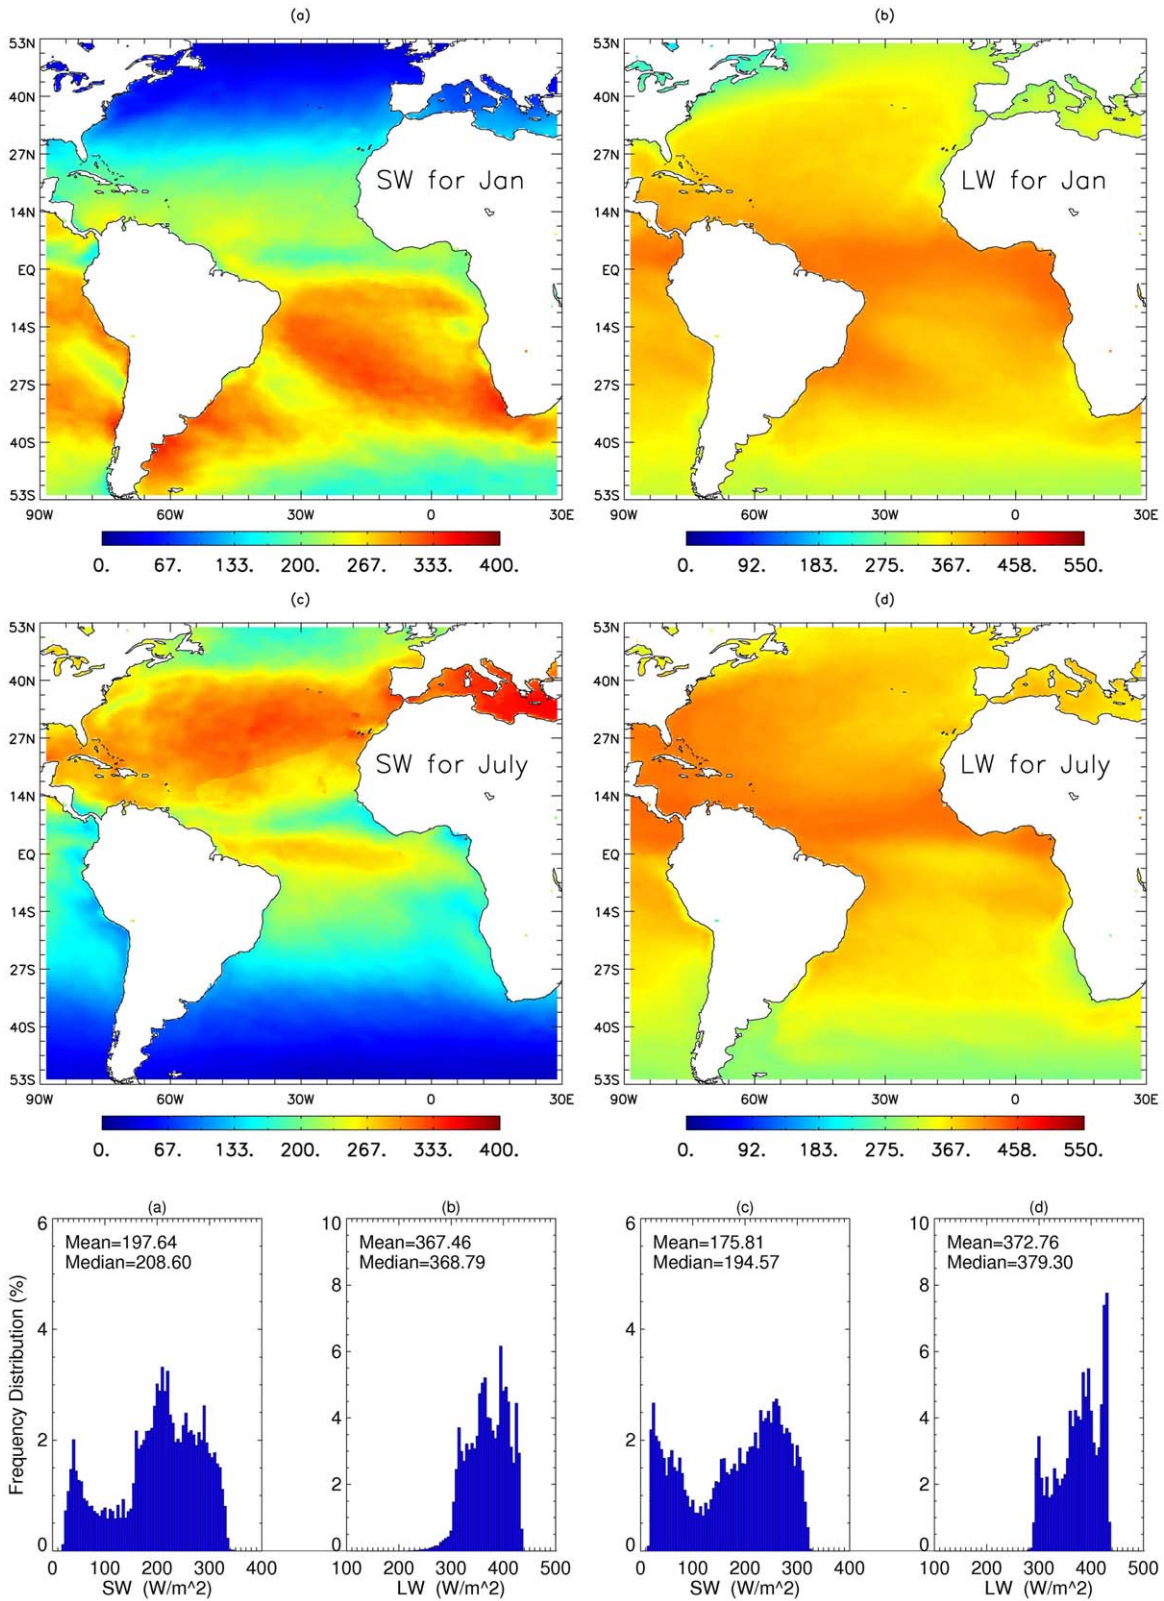 (a) (b)
53N 53N
40N 40N
27N SW for Jan 27N LW for Jan
14N 14N
EQ EQ
14S 14S
27S 27S
40S 40S
53S 53S
90W 60W 30W 0 30E 90W 60W 30W 0 30E
0. 67. 133. 200. 267. 333. 400. 0. 92. 183. 275. 367. 458. 550.
(c) (d)
53N 53N
40N 40N
27N SW for July 27N LW for July
14N 14N
EQ EQ
14S 14S
27S 27S
40S 40S
53S 53S
90W 60W 30W 0 30E 90W 60W 30W 0 30E
0. 67. 133. 200. 267. 333. 400. 0. 92. 183. 275. 367. 458. 550.
(a) (b) (c) (d)
6 10 6 10
Mean=197.64 Mean=367.46 Mean=175.81 Mean=372.76
Median=208.60 Median=368.79 Median=194.57 Median=379.30
8 8
4 4
6 6
Frequency Distribution (%)
4 4
2 2
2 2
0 0 0 0
0 100 200 300 400 100 200 300 400 500 0 100 200 300 400 100 200 300 400 500
SW (W/m^2) LW (W/m^2) SW (W/m^2) LW (W/m^2)